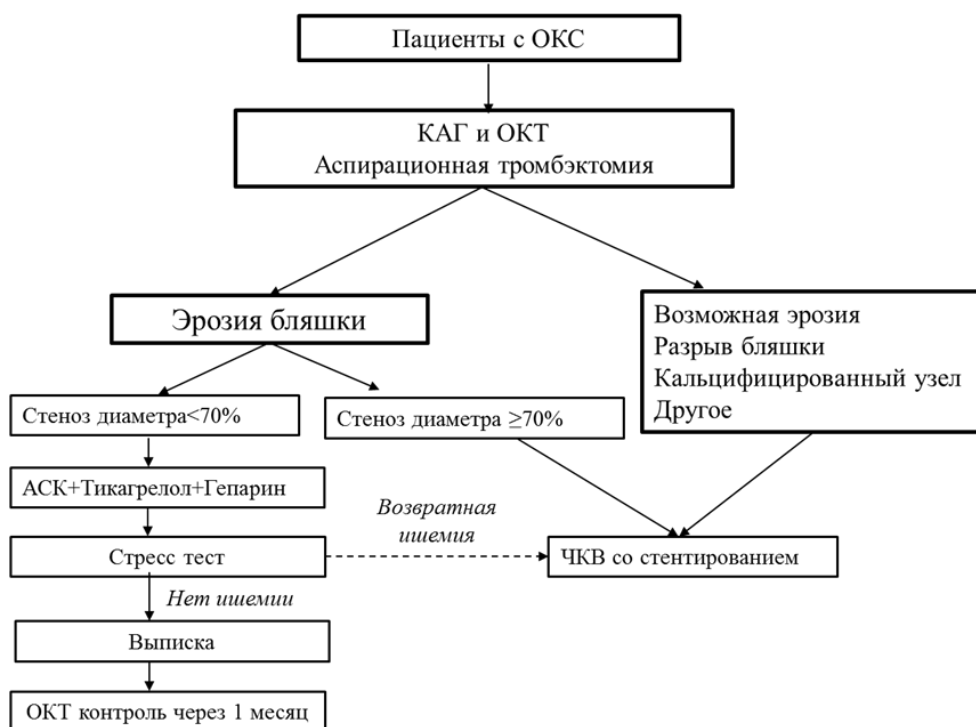 Пациенты с ОКС
КАГ и ОКТ
Аспирационная тромбэктомия
Эрозия бляшки
Возможная эрозия
Разрыв бляшки
Кальцифицированный узел
Другое
Стеноз диаметра<70%
Стеноз диаметра ≥70%
АСК+Тикагрелол+Гепарин
Возвратная
ишемия
Стресс тест
ЧКВ со стентированием
Нет ишемии
Выписка
ОКТ контроль через 1 месяц